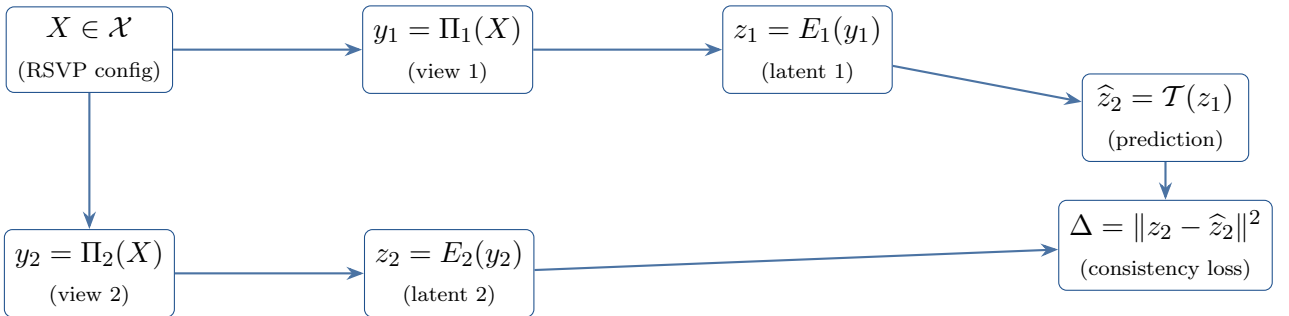 X ∈ 𝒳
(RSVP config)
y₁ = Π₁(X)
(view 1)
z₁ = E₁(y₁)
(latent 1)
ẑ₂ = 𝒯(z₁)
(prediction)
y₂ = Π₂(X)
(view 2)
z₂ = E₂(y₂)
(latent 2)
Δ = ‖z₂ − ẑ₂‖²
(consistency loss)